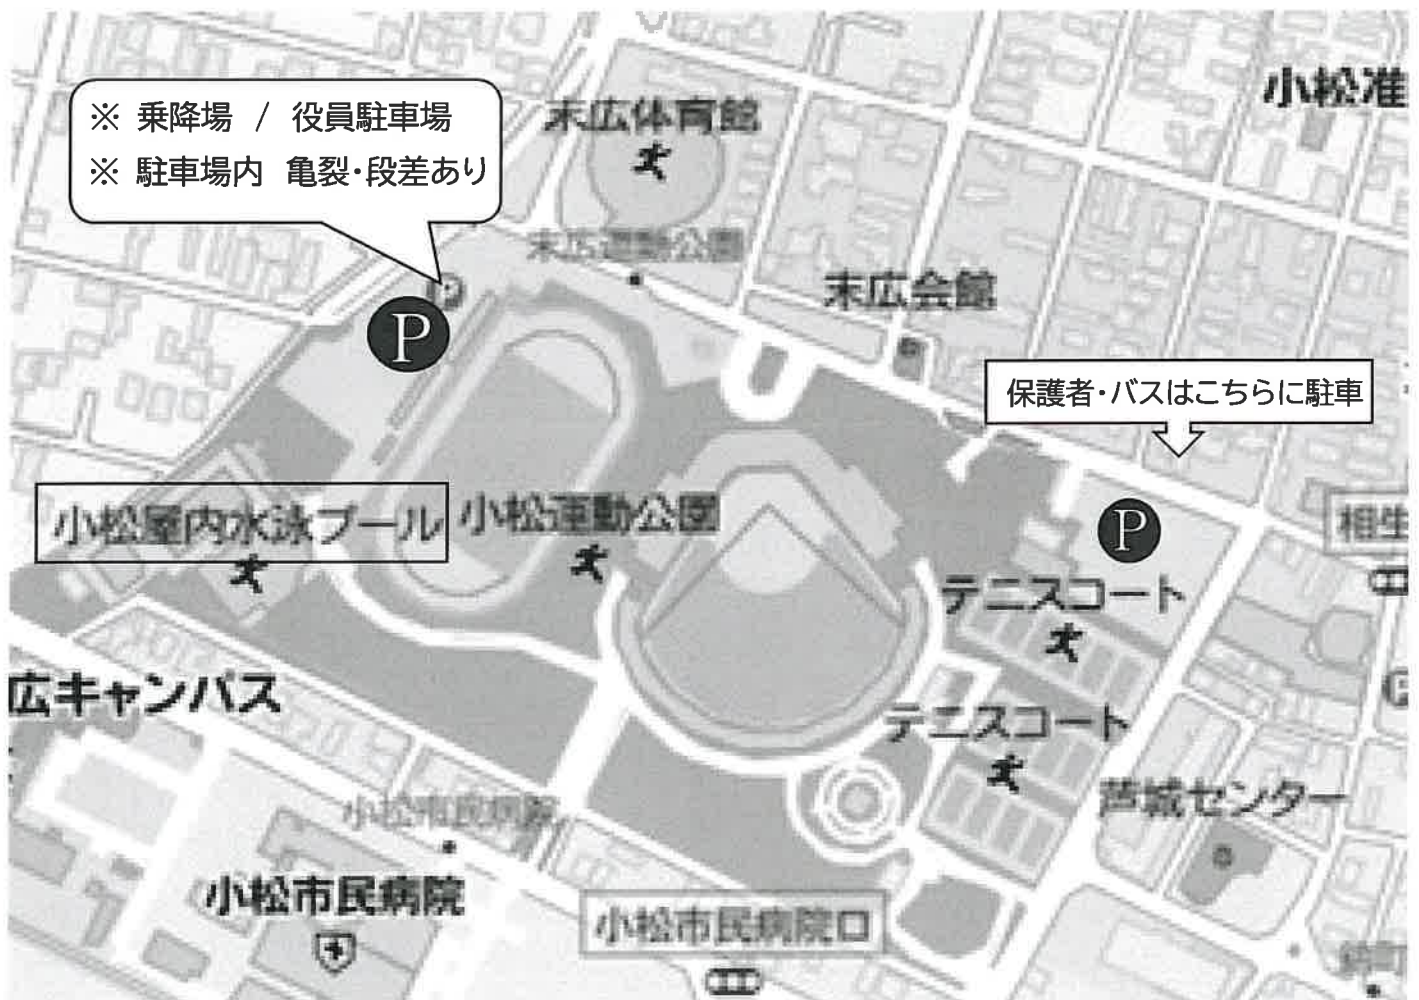 小松准
※ 乗降場 / 役員駐車場
※ 駐車場内 亀裂・段差あり
末広体育館
末広運動公園
末広会館
P
保護者・バスはこちらに駐車
小松屋内水泳プール
小松運動公園
相生
P
テニスコート
広キャンパス
テニスコート
芦城センター
小松市民病院
小松市民病院
小松市民病院口